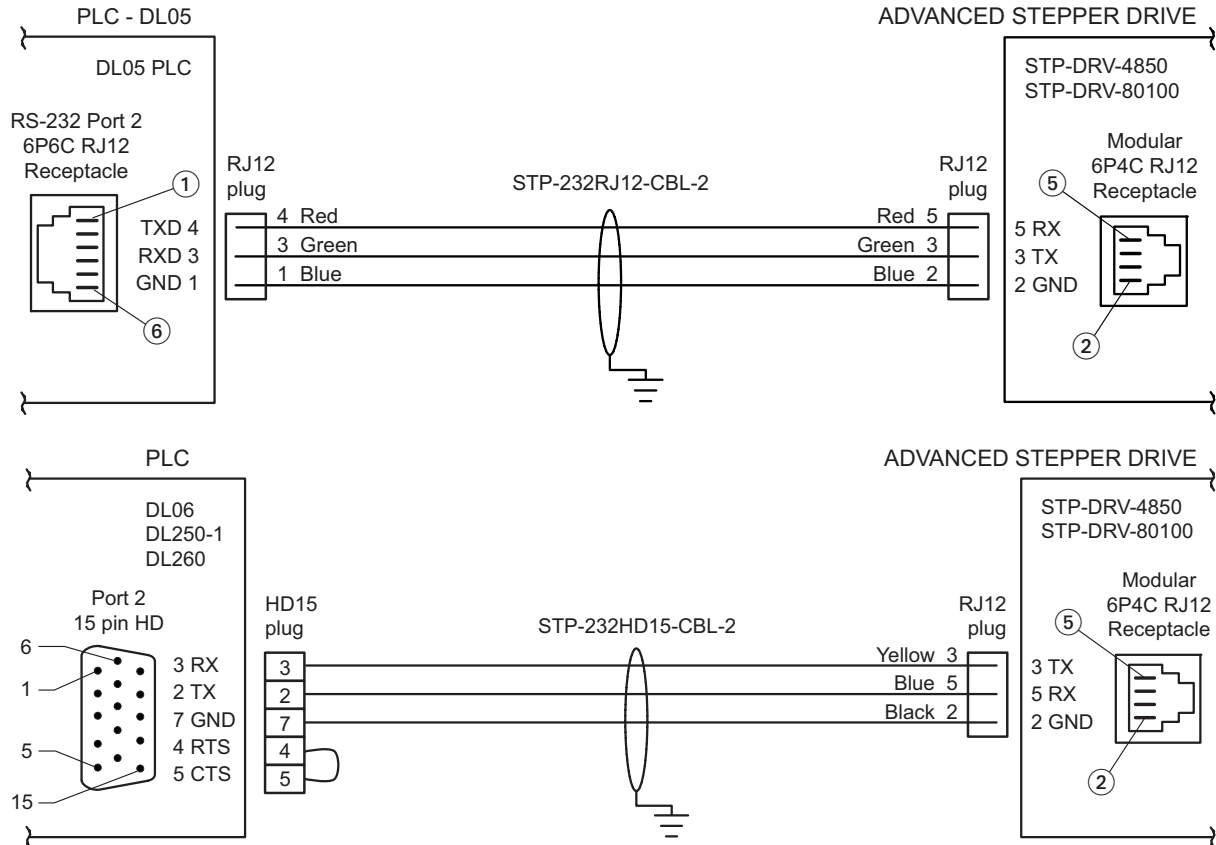 PLC - DL05
ADVANCED STEPPER DRIVE
DL05 PLC
STP-DRV-4850
STP-DRV-80100
RS-232 Port 2
6P6C RJ12
Receptacle
1
6
TXD 4
RXD 3
GND 1
RJ12
plug
4 Red
3 Green
1 Blue
STP-232RJ12-CBL-2
Red 5
Green 3
Blue 2
RJ12
plug
5 RX
3 TX
2 GND
Modular
6P4C RJ12
Receptacle
5
2
PLC
ADVANCED STEPPER DRIVE
DL06
DL250-1
DL260
STP-DRV-4850
STP-DRV-80100
Port 2
15 pin HD
6
1
5
15
3 RX
2 TX
7 GND
4 RTS
5 CTS
HD15
plug
3
2
7
4
5
STP-232HD15-CBL-2
Yellow 3
Blue 5
Black 2
RJ12
plug
3 TX
5 RX
2 GND
Modular
6P4C RJ12
Receptacle
5
2